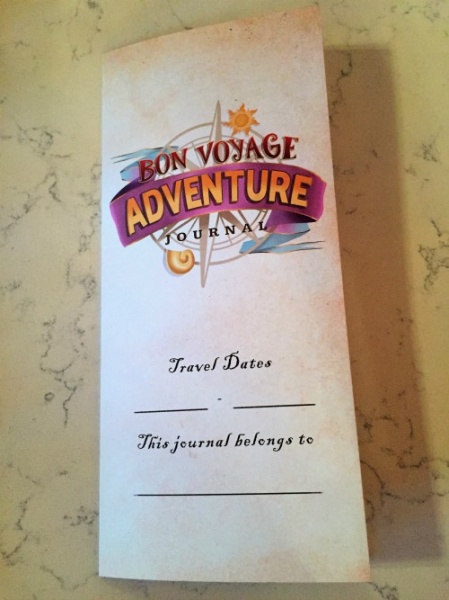 BON VOYAGE
ADVENTURE
JOURNAL
Travel Dates
-
This journal belongs to